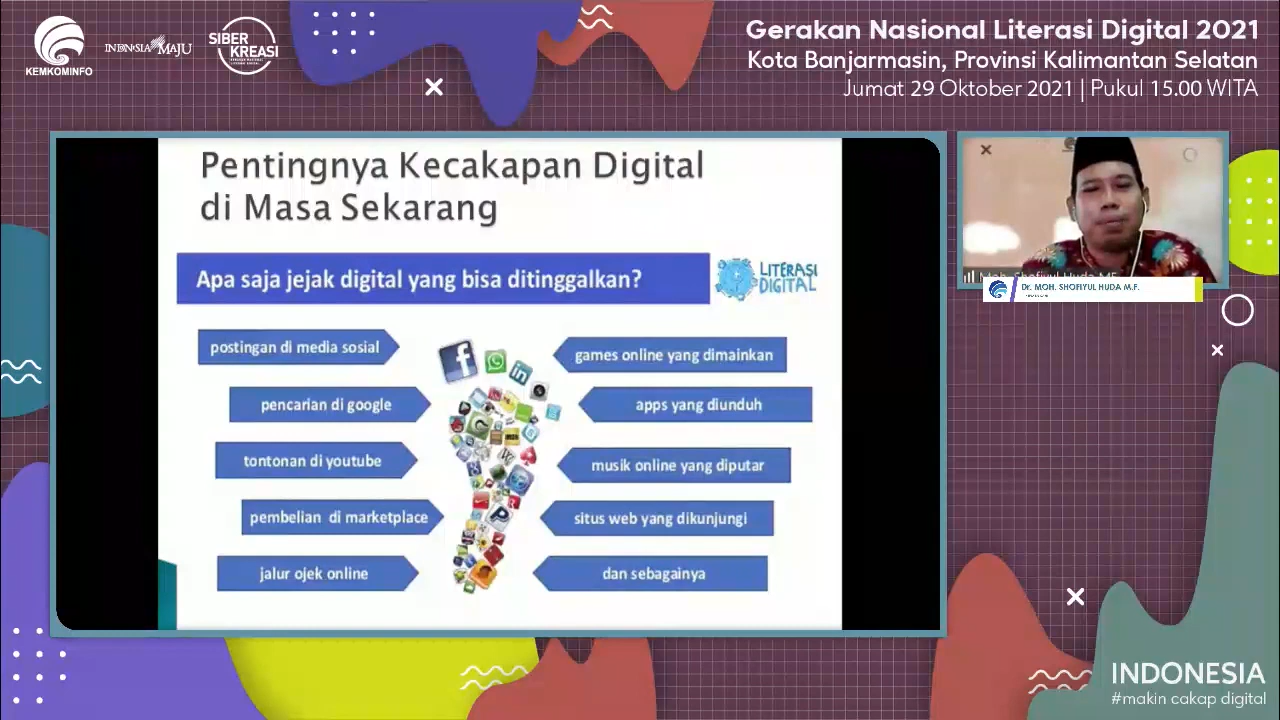 KEMKOMINFO
INDONESIA MAJU
SIBER
KREASI
Gerakan Nasional Literasi Digital 2021
Kota Banjarmasin, Provinsi Kalimantan Selatan
Jumat 29 Oktober 2021 | Pukul 15.00 WITA
Pentingnya Kecakapan Digital
di Masa Sekarang
Apa saja jejak digital yang bisa ditinggalkan?
LITERASI
DIGITAL
postingan di media sosial
pencarian di google
tontonan di youtube
pembelian di marketplace
jalur ojek online
games online yang dimainkan
apps yang diunduh
musik online yang diputar
situs web yang dikunjungi
dan sebagainya
Moh. Shofiyul Huda MF
Dr. MOH. SHOFIYUL HUDA M.F.
INDONESIA
#makin cakap digital